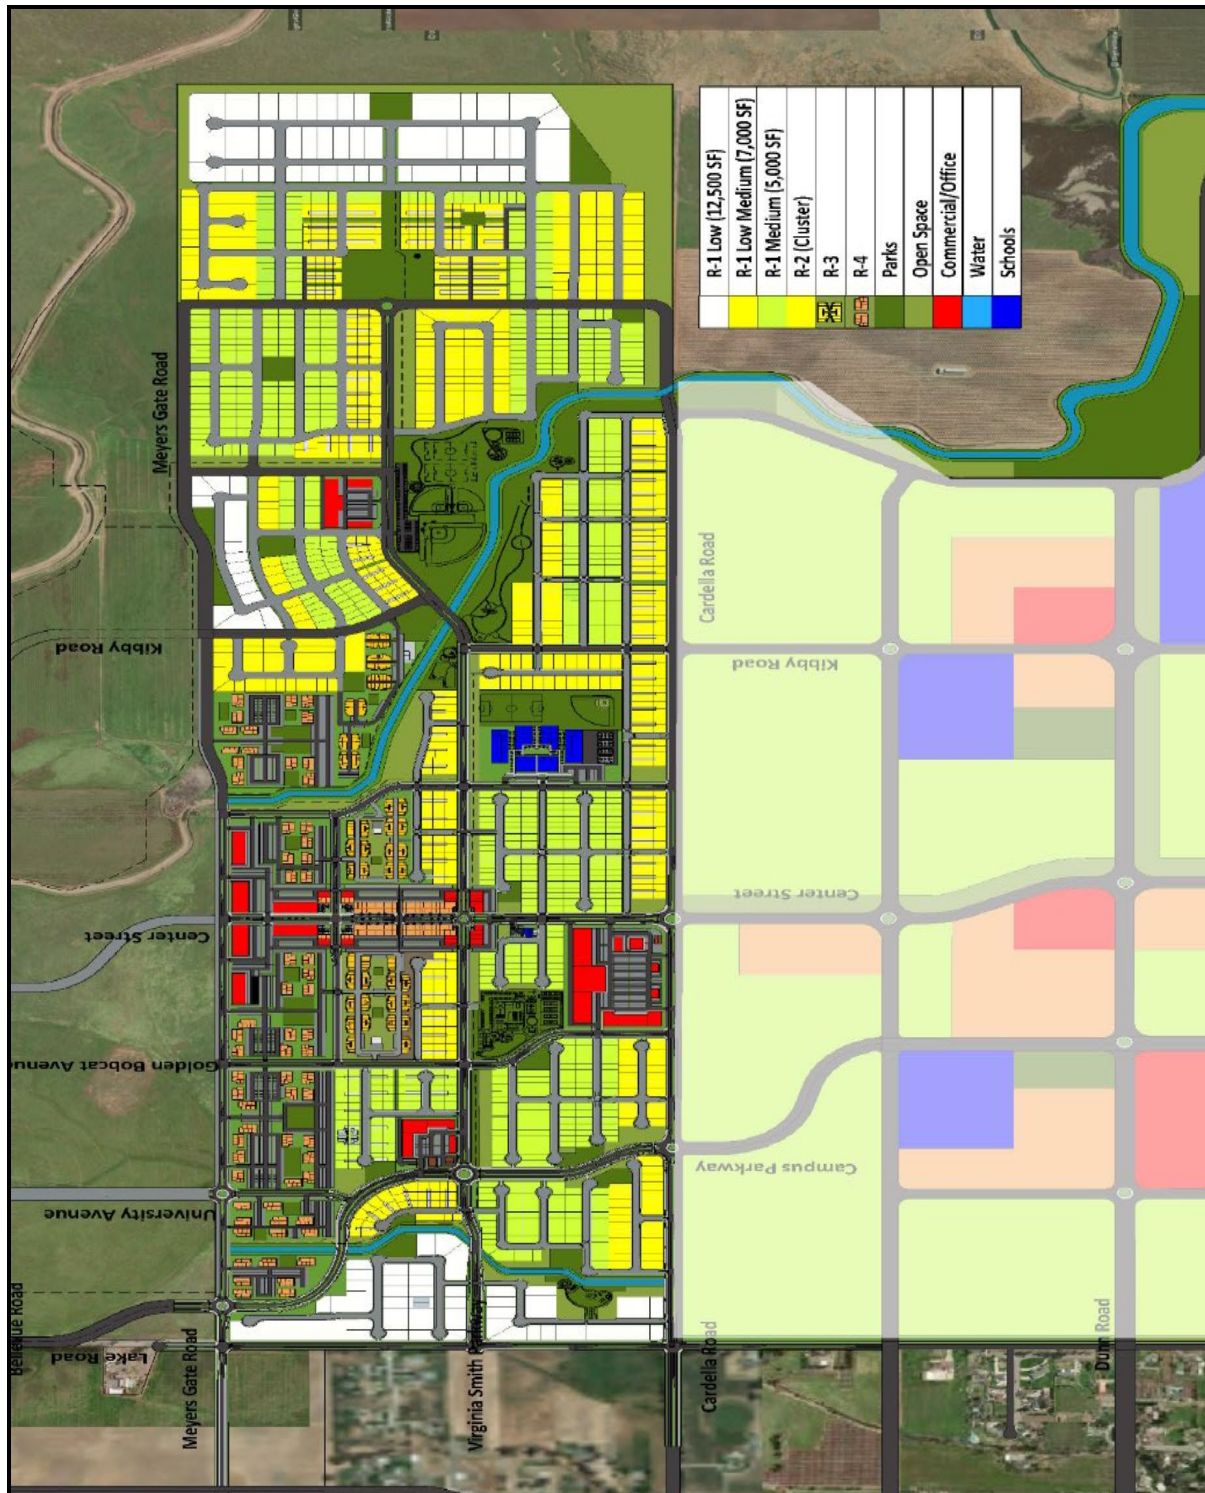 Meyers Gate Road
R-1 Low (12,500 SF)
R-1 Low Medium (7,000 SF)
R-1 Medium (5,000 SF)
R-2 (Cluster)
R-3
R-4
Parks
Open Space
Commercial/Office
Water
Schools
Kibby Road
Cardella Road
Kibby Road
Center Street
Center Street
Golden Bobcat Avenue
Campus Parkway
University Avenue
Bellevue Road
Lake Road
Meyers Gate Road
Virginia Smith Parkway
Cardella Road
Dunn Road